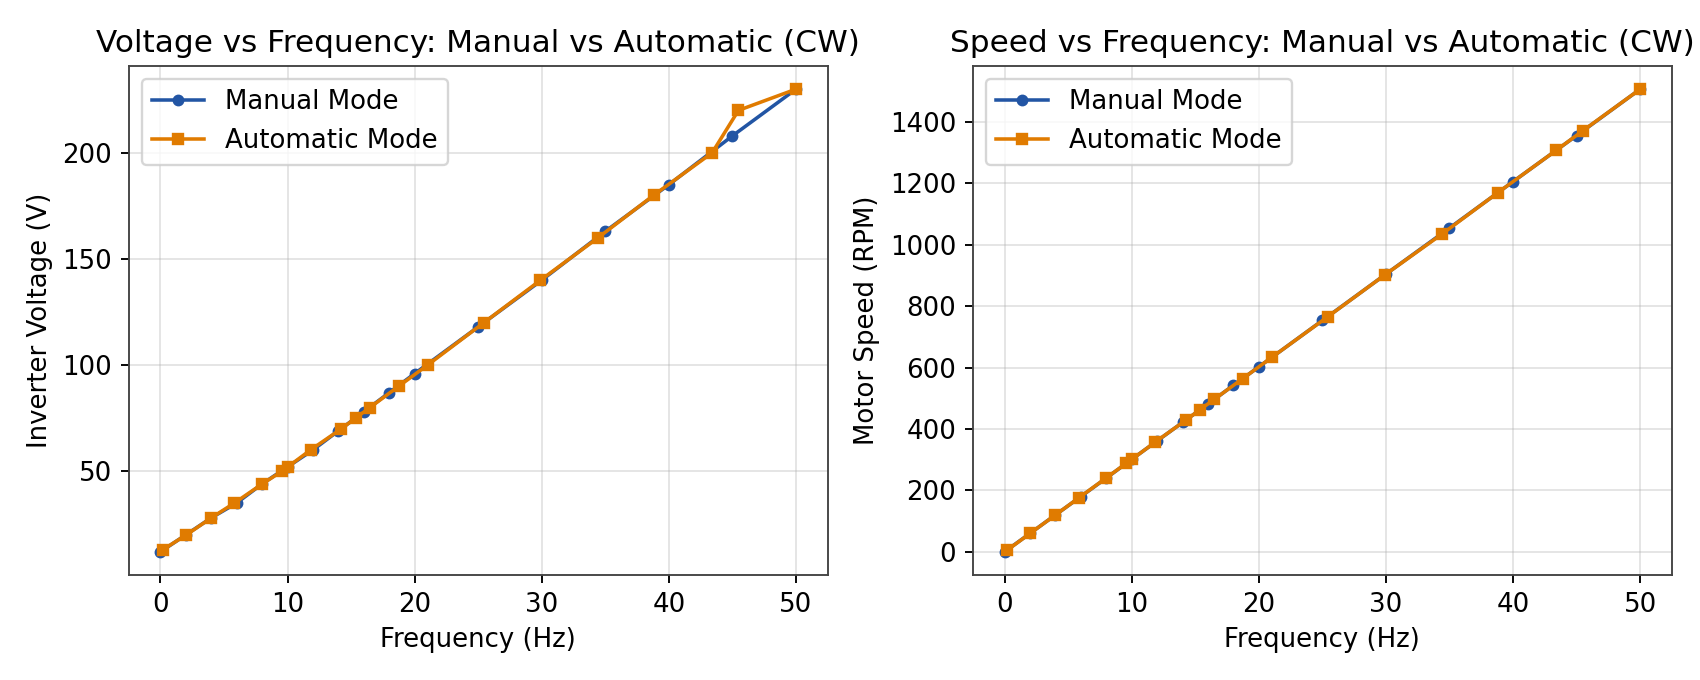 Voltage vs Frequency: Manual vs Automatic (CW)
Manual Mode
Automatic Mode
200
150
100
50
Inverter Voltage (V)
0 10 20 30 40 50
Frequency (Hz)
Speed vs Frequency: Manual vs Automatic (CW)
Manual Mode
Automatic Mode
1400
1200
1000
800
600
400
200
0
Motor Speed (RPM)
0 10 20 30 40 50
Frequency (Hz)